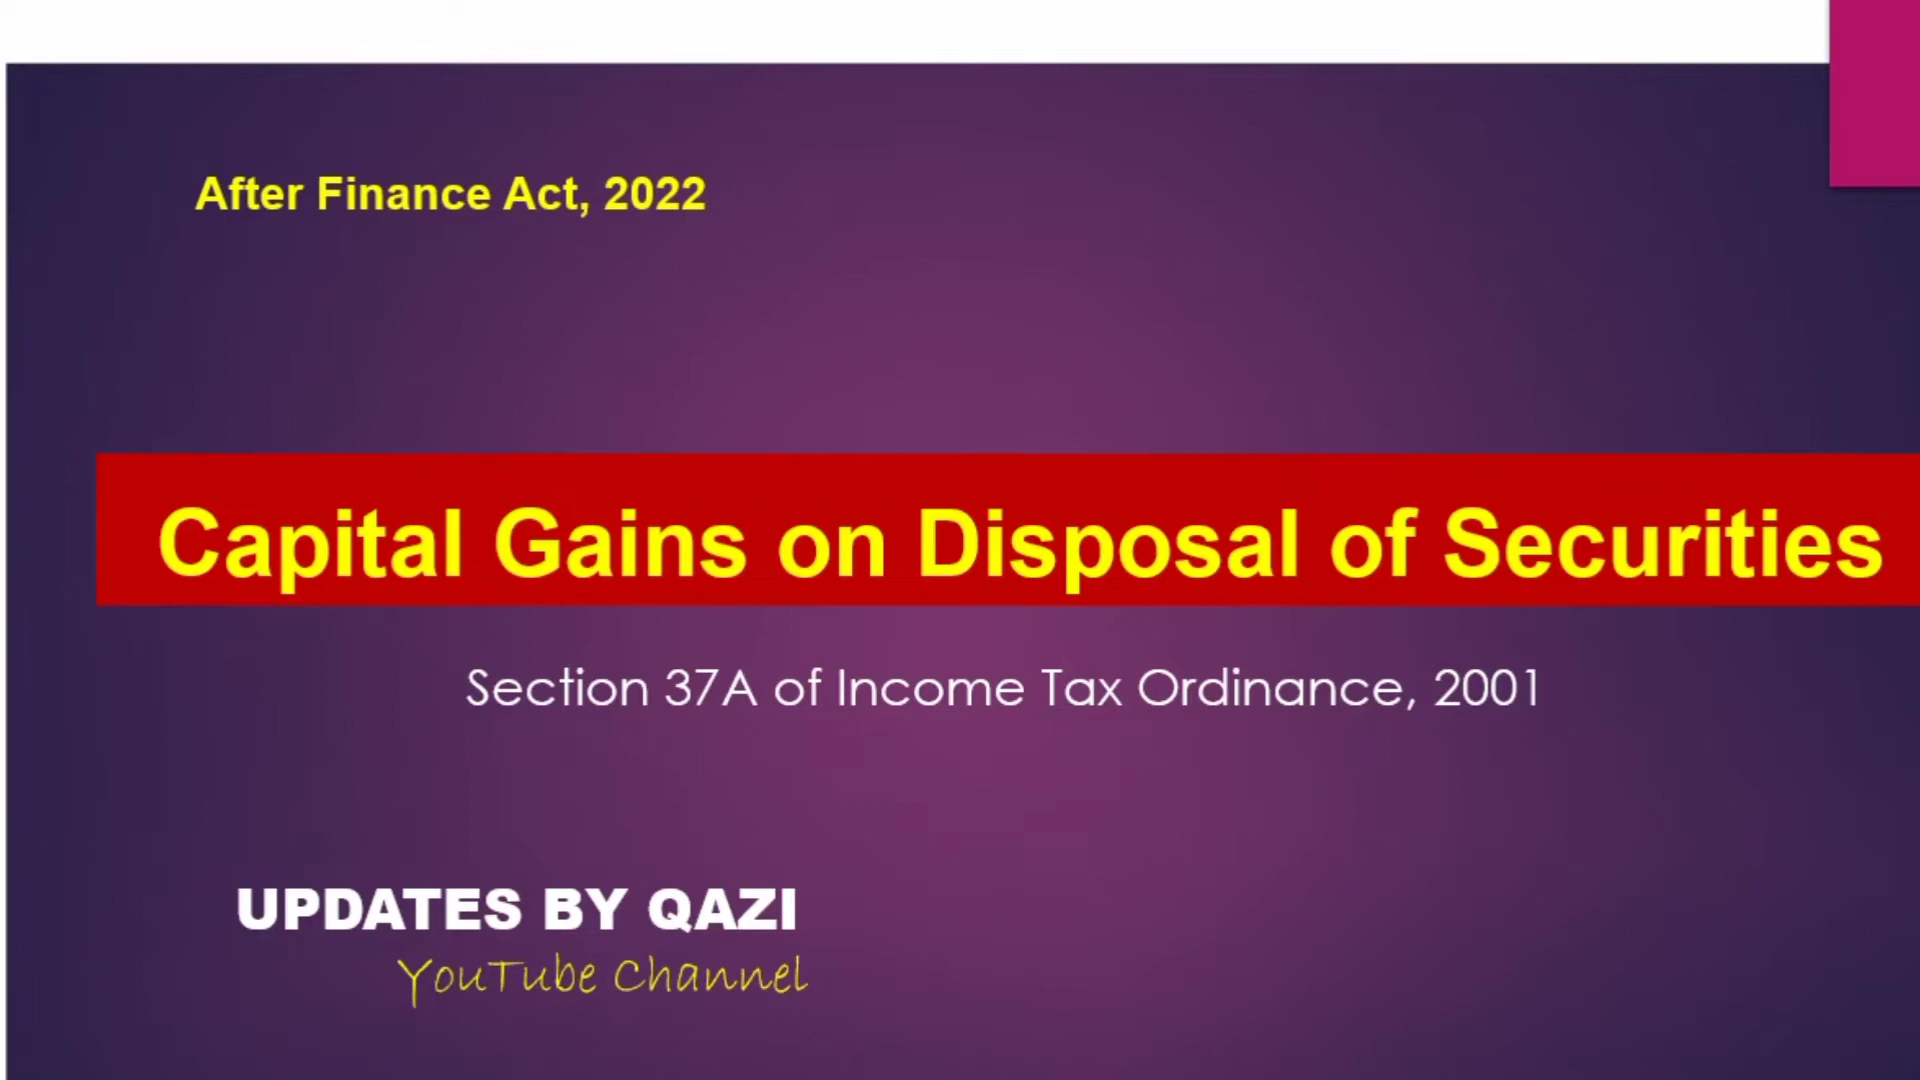 After Finance Act, 2022
Capital Gains on Disposal of Securities
Section 37A of Income Tax Ordinance, 2001
UPDATES BY QAZI
YouTube Channel